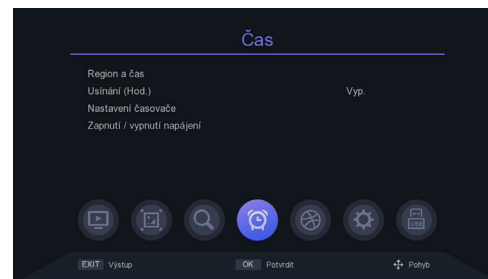 Čas
Region a čas
Usínání (Hod.) Vyp.
Nastavení časovače
Zapnutí / vypnutí napájení
USB
EXIT Výstup OK Potvrdit Pohyb